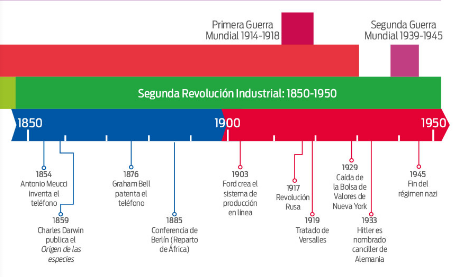 Primera Guerra
Mundial 1914-1918
Segunda Guerra
Mundial 1939-1945
Segunda Revolución Industrial: 1850-1950
1850
1900
1950
1854
Antonio Meucci
inventa el
teléfono
1859
Charles Darwin
publica el
Origen de las
especies
1876
Graham Bell
patenta el
teléfono
1885
Conferencia de
Berlín (Reparto
de África)
1903
Ford crea el
sistema de
producción
en línea
1917
Revolución
Rusa
1919
Tratado de
Versalles
1929
Caída de
la Bolsa de
Valores de
Nueva York
1933
Hitler es
nombrado
canciller de
Alemania
1945
Fin del
régimen nazi